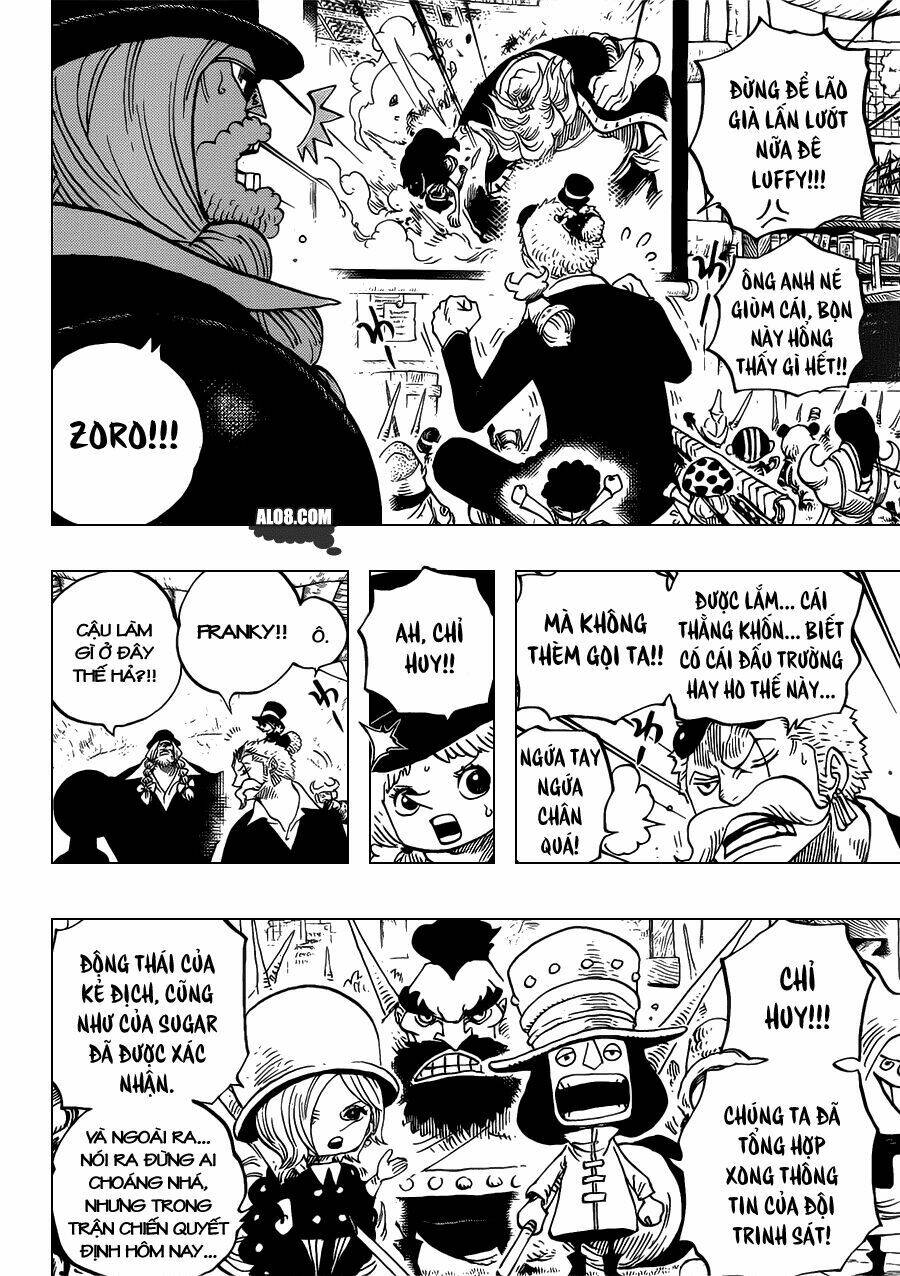 ĐỪNG ĐỂ LÃO
GIÀ LẤN LƯỚT
NỮA ĐÊ
LUFFY!!!
ÔNG ANH NÉ
GIÙM CÁI, BỌN
NÀY HỔNG
THẤY GÌ HẾT!!
ZORO!!!
ALO8.COM
ĐƯỢC LẮM... CÁI
THẰNG KHỐN... BIẾT
CÓ CÁI ĐẤU TRƯỜNG
HAY HO THẾ NÀY...
MÀ KHÔNG
THÈM GỌI TA!!
NGỨA TAY
NGỨA CHÂN
QUÁ!
AH, CHỈ
HUY!!
FRANKY!!
Ô.
CẬU LÀM
GÌ Ở ĐÂY
THẾ HẢ?!!
CHỈ
HUY!!!
CHÚNG TA ĐÃ
TỔNG HỢP
XONG THÔNG
TIN CỦA ĐỘI
TRINH SÁT!
ĐỘNG THÁI CỦA
KẺ ĐỊCH, CŨNG
NHƯ CỦA SUGAR
ĐÃ ĐƯỢC XÁC
NHẬN.
VÀ NGOÀI RA...
NÓI RA ĐỪNG AI
CHOÁNG NHÁ,
NHƯNG TRONG
TRẬN CHIẾN QUYẾT
ĐỊNH HÔM NAY...